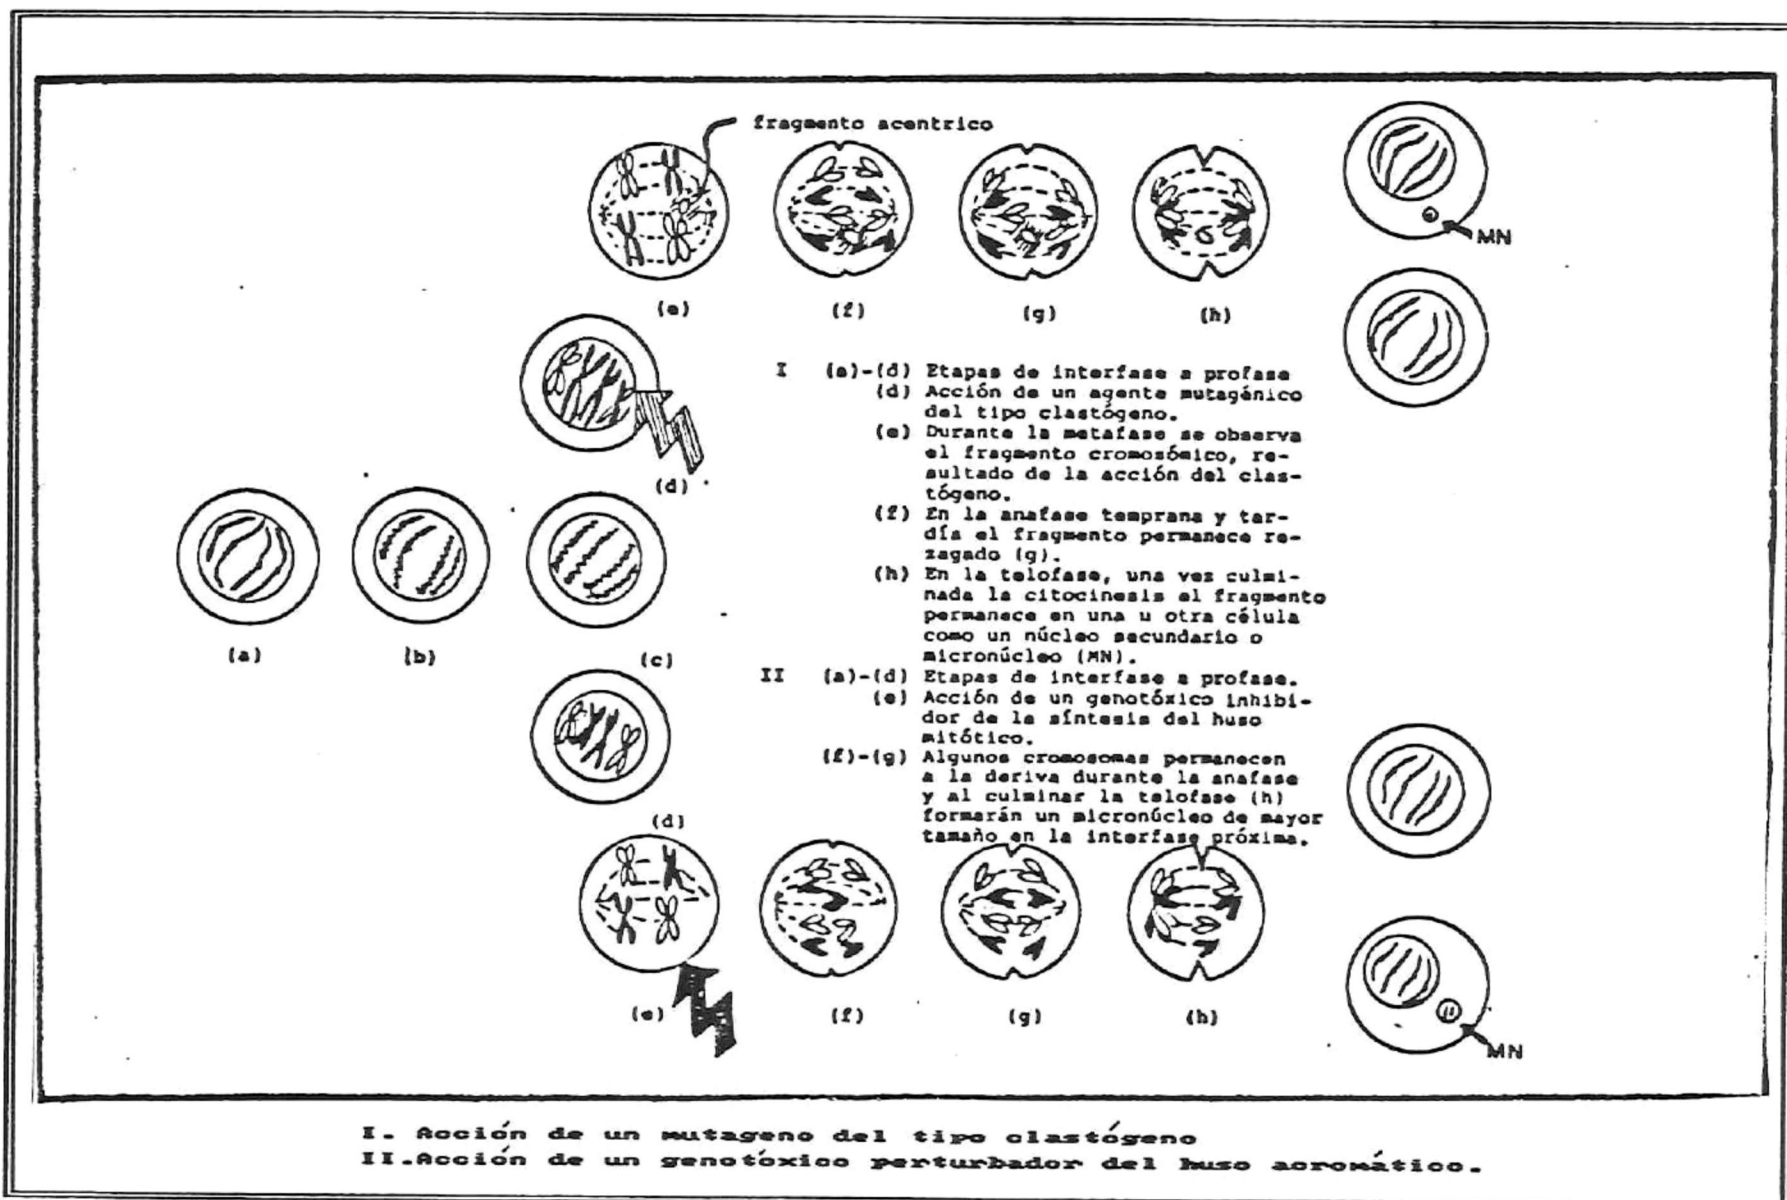 fragmento acentrico
MN
(e)
(f)
(g)
(h)
(d)
(a)
(b)
(c)
I (a)-(d) Etapas de interfase a profase
(d) Acción de un agente mutagénico
del tipo clastógeno.
(e) Durante la metafase se observa
el fragmento cromosómico, re-
sultado de la acción del clas-
tógeno.
(f) En la anafase temprana y tar-
día el fragmento permanece re-
zagado (g).
(h) En la telofase, una vez culmi-
nada la citocinesis el fragmento
permanece en una u otra célula
como un núcleo secundario o
micronúcleo (MN).
II (a)-(d) Etapas de interfase a profase.
(e) Acción de un genotóxico inhibi-
dor de la síntesis del huso
mitótico.
(f)-(g) Algunos cromosomas permanecen
a la deriva durante la anafase
y al culminar la telofase (h)
formarán un micronúcleo de mayor
tamaño en la interfase próxima.
(d)
(e)
(f)
(g)
(h)
MN
I. Acción de un mutageno del tipo clastógeno
II.Acción de un genotóxico perturbador del huso acromático.